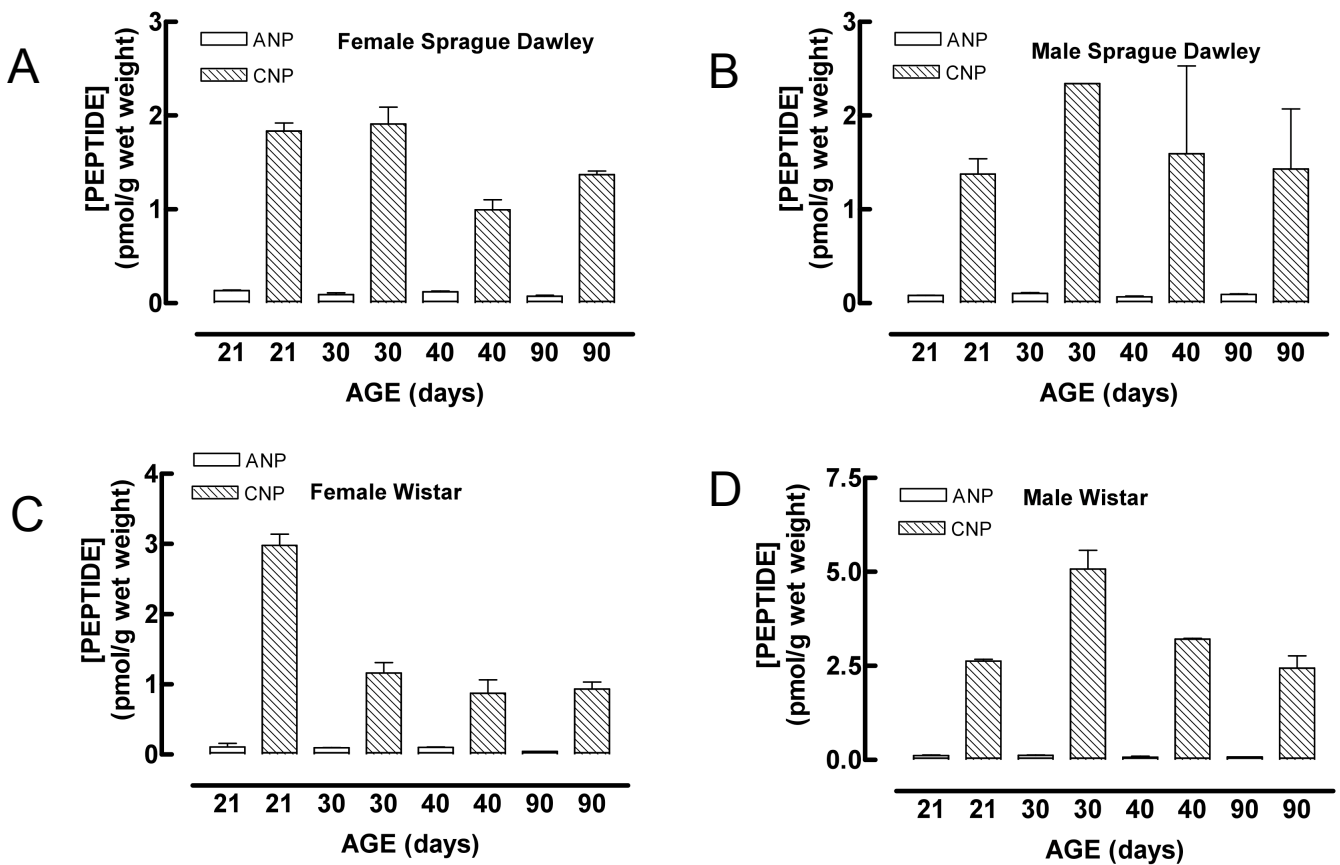 A
[PEPTIDE]
(pmol/g wet weight)
3
2
1
0
ANP
CNP
Female Sprague Dawley
21 21 30 30 40 40 90 90
AGE (days)
B
[PEPTIDE]
(pmol/g wet weight)
3
2
1
0
ANP
CNP
Male Sprague Dawley
21 21 30 30 40 40 90 90
AGE (days)
C
[PEPTIDE]
(pmol/g wet weight)
4
3
2
1
0
ANP
CNP
Female Wistar
21 21 30 30 40 40 90 90
AGE (days)
D
[PEPTIDE]
(pmol/g wet weight)
7.5
5.0
2.5
0.0
ANP
CNP
Male Wistar
21 21 30 30 40 40 90 90
AGE (days)